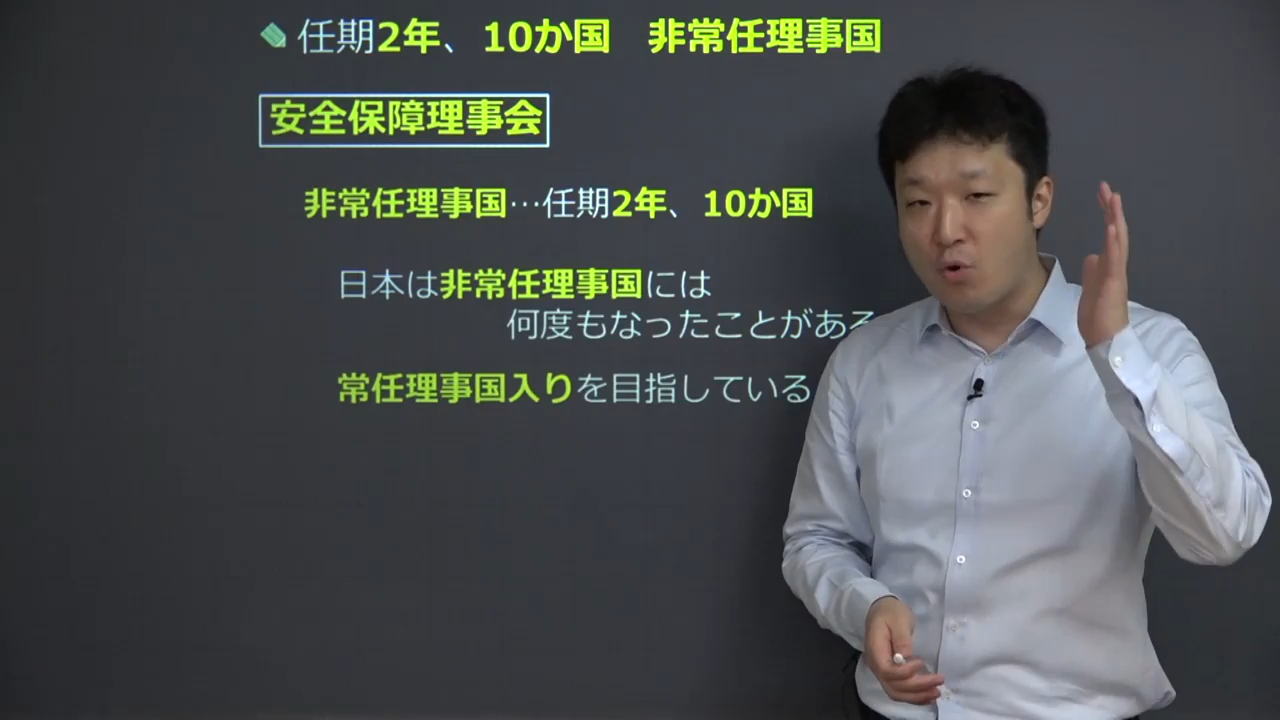 任期2年、10か国 非常任理事国
安全保障理事会
非常任理事国…任期2年、10か国
日本は非常任理事国には
何度もなったことがある
常任理事国入りを目指している